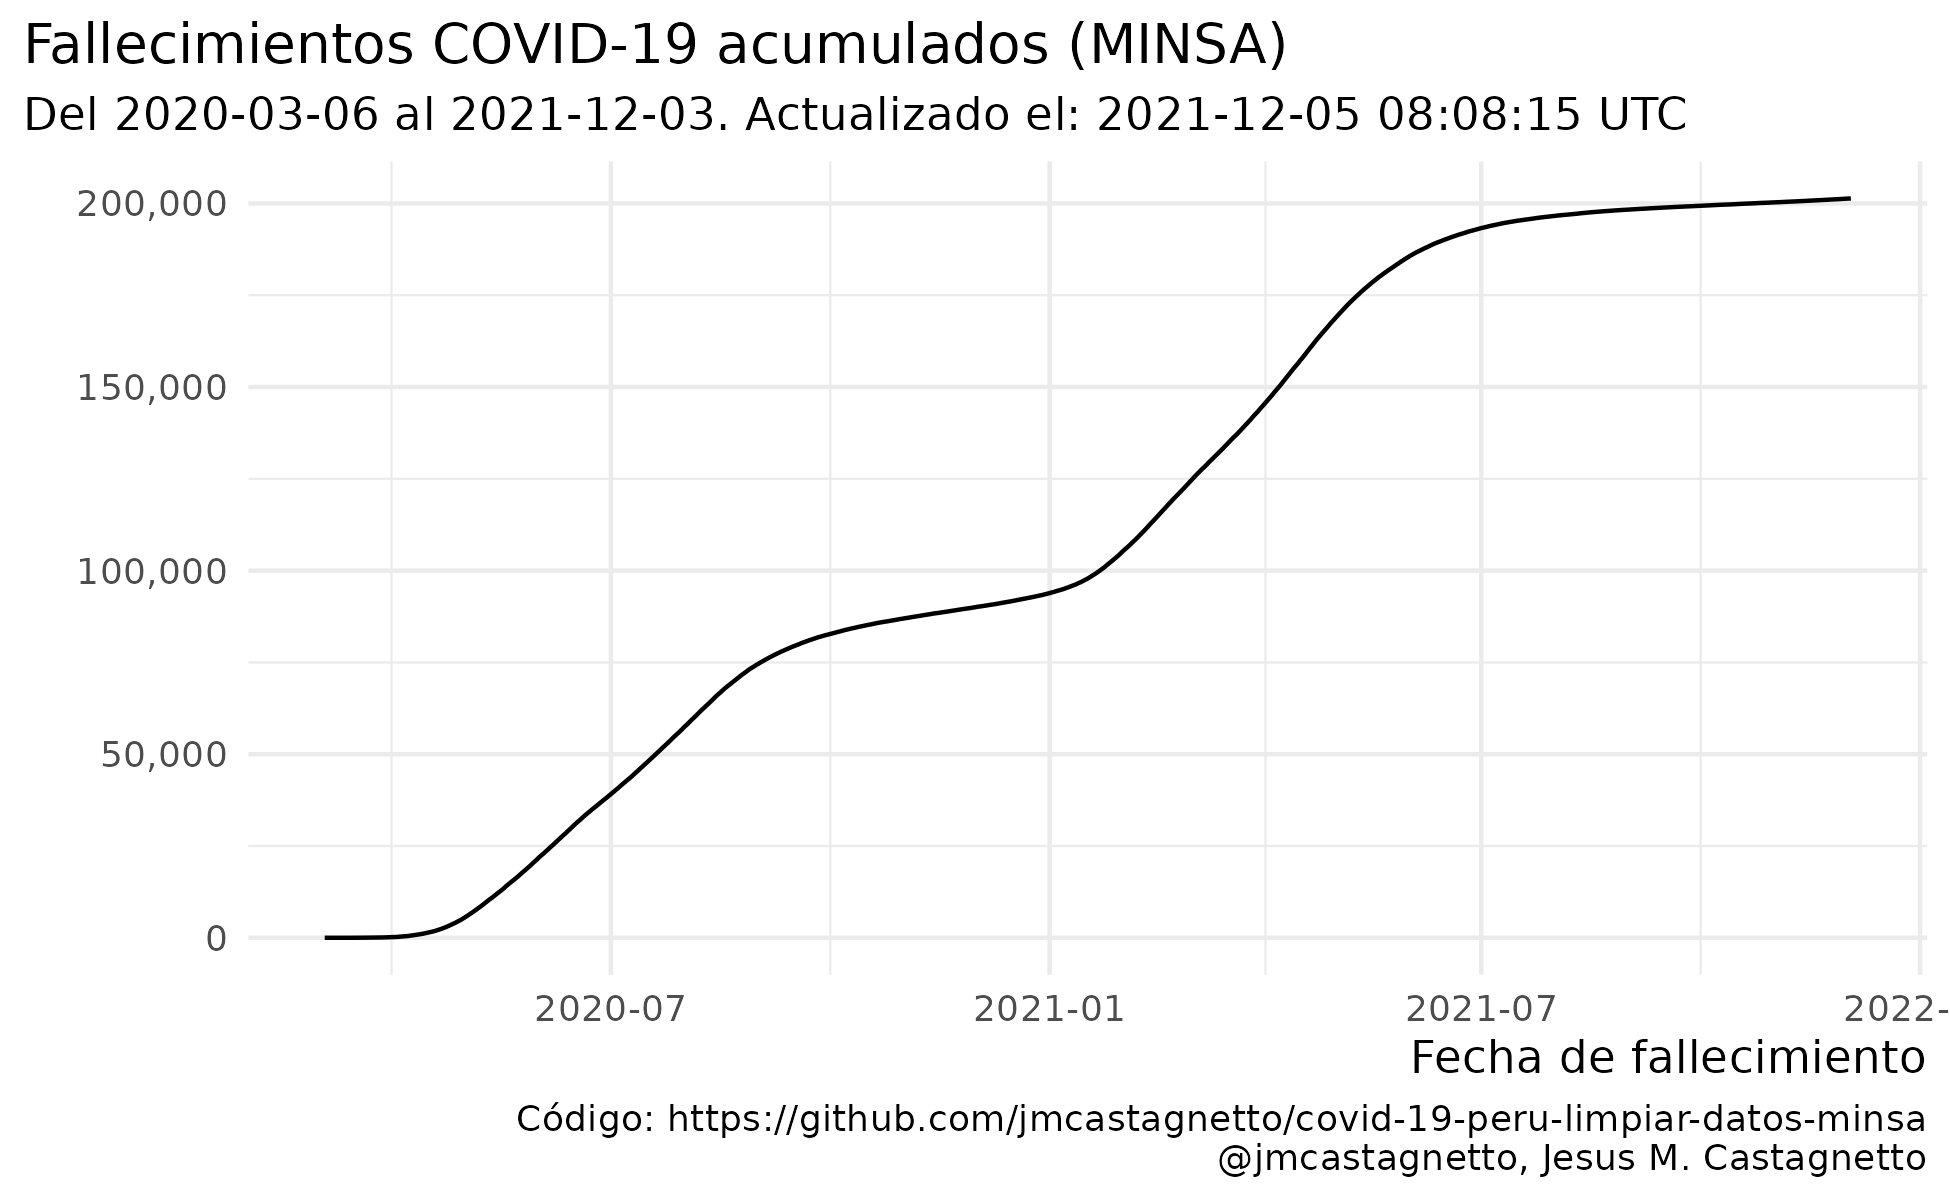 Fallecimientos COVID-19 acumulados (MINSA)
Del 2020-03-06 al 2021-12-03. Actualizado el: 2021-12-05 08:08:15 UTC
200,000
150,000
100,000
50,000
0
2020-07 2021-01 2021-07 2022-
Fecha de fallecimiento
Código: https://github.com/jmcastagnetto/covid-19-peru-limpiar-datos-minsa
@jmcastagnetto, Jesus M. Castagnetto